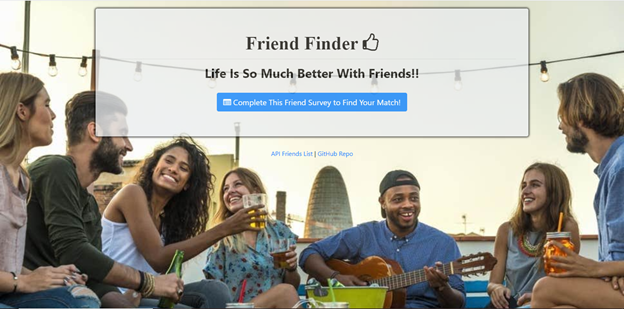 Friend Finder
Life Is So Much Better With Friends!!
Complete This Friend Survey to Find Your Match!
API Friends List | GitHub Repo